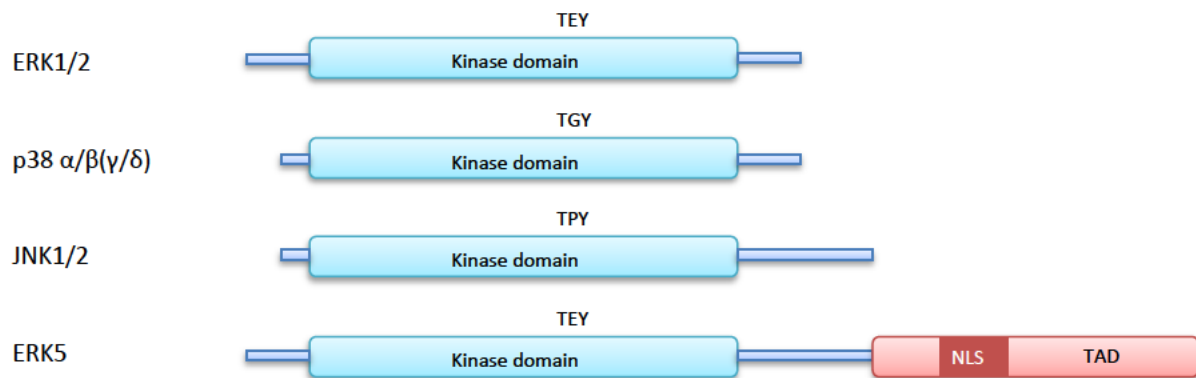 TEY
ERK1/2 Kinase domain
TGY
p38 α/β(γ/δ) Kinase domain
TPY
JNK1/2 Kinase domain
TEY
ERK5 Kinase domain NLS TAD